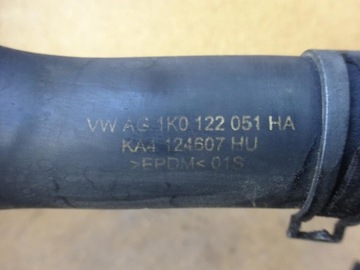 VW AG 1K0 122 051 HA
KA4 124607 HU
>EPDM< 01S